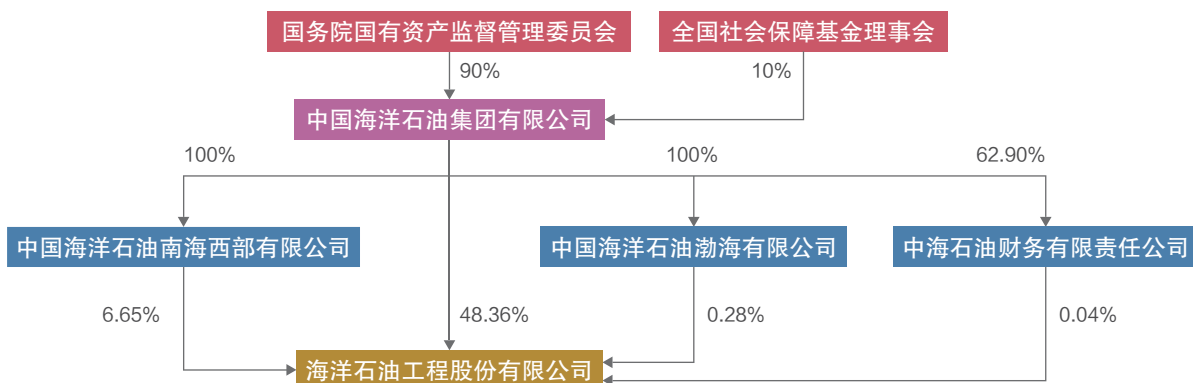 国务院国有资产监督管理委员会
全国社会保障基金理事会
90%
10%
中国海洋石油集团有限公司
100%
100%
62.90%
中国海洋石油南海西部有限公司
中国海洋石油渤海有限公司
中海石油财务有限责任公司
6.65%
48.36%
0.28%
0.04%
海洋石油工程股份有限公司